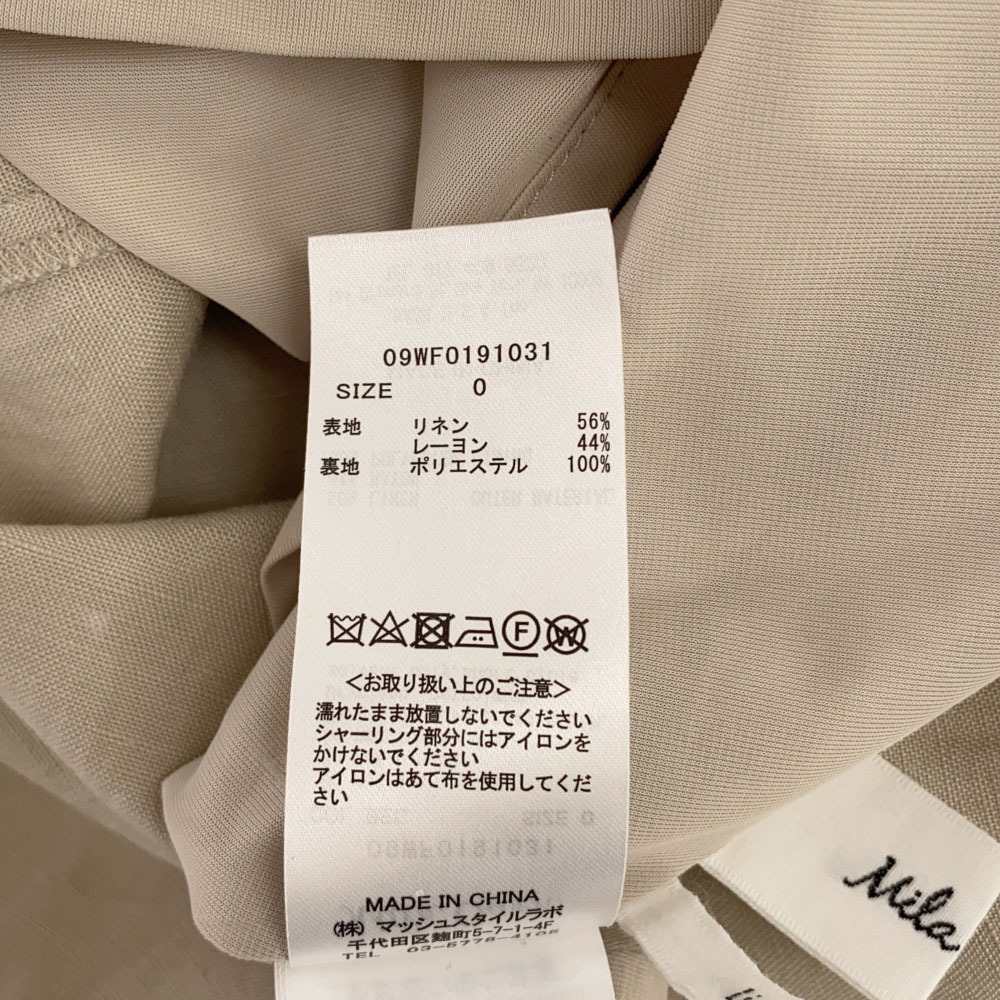 09WF0191031
SIZE 0
表地 リネン 56%
レーヨン 44%
裏地 ポリエステル 100%
F
W
<お取り扱い上のご注意>
濡れたまま放置しないでください
シャーリング部分にはアイロンを
かけないでください
アイロンはあて布を使用してくだ
さい
MADE IN CHINA
(株) マッシュスタイルラボ
千代田区麹町5-7-1-4F
TEL 03-5778-4105
Mila